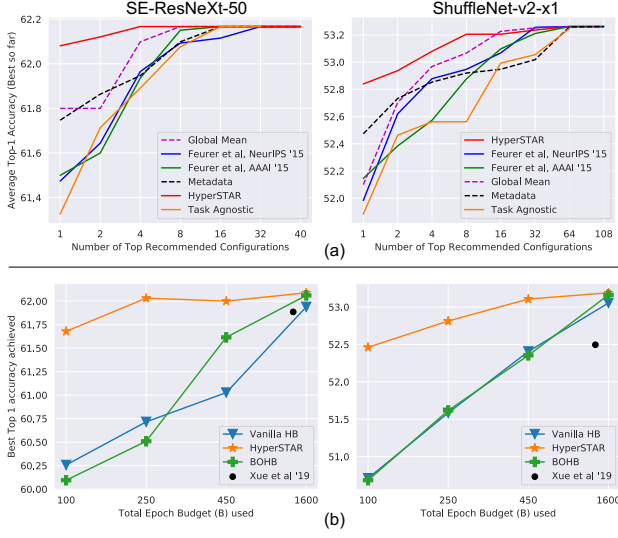 SE-ResNeXt-50
ShuffleNet-v2-x1
Average Top-1 Accuracy (Best so far)
62.2
62.0
61.8
61.6
61.4
Global Mean
Feurer et al, NeurIPS '15
Feurer et al, AAAI '15
Metadata
HyperSTAR
Task Agnostic
1
2
4
8
16
32
40
Number of Top Recommended Configurations
53.2
53.0
52.8
52.6
52.4
52.2
52.0
HyperSTAR
Feurer et al, NeurIPS '15
Feurer et al, AAAI '15
Global Mean
Metadata
Task Agnostic
1
2
4
8
16
32
64
108
Number of Top Recommended Configurations
(a)
Best Top 1 accuracy achieved
62.00
61.75
61.50
61.25
61.00
60.75
60.50
60.25
60.00
Vanilla HB
HyperSTAR
BOHB
Xue et al '19
100
250
450
1600
Total Epoch Budget (B) used
53.0
52.5
52.0
51.5
51.0
Vanilla HB
HyperSTAR
BOHB
Xue et al '19
100
250
450
1600
Total Epoch Budget (B) used
(b)